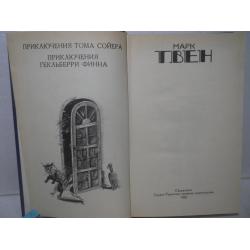 ПРИКЛЮЧЕНИЯ ТОМА СОЙЕРА
ПРИКЛЮЧЕНИЯ
ГЕКЛЬБЕРРИ ФИННА
МАРК
ТВЕН